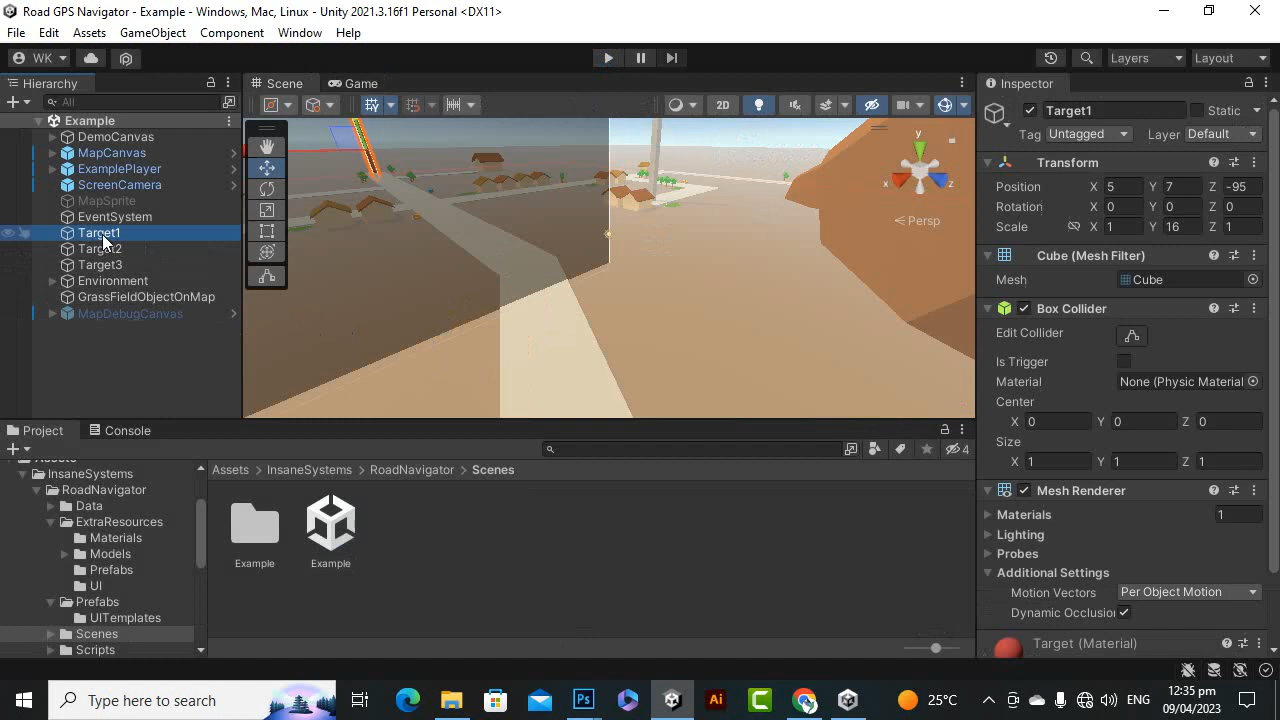 Road GPS Navigator - Example - Windows, Mac, Linux - Unity 2021.3.16f1 Personal <DX11>
File Edit Assets GameObject Component Window Help
WK Layers Layout
Hierarchy Scene Game Inspector
All
Example
DemoCanvas
MapCanvas
ExamplePlayer
ScreenCamera
MapSprite
EventSystem
Target1
Target2
Target3
Environment
GrassFieldObjectOnMap
MapDebugCanvas
2D
y
x z
Persp
Target1 Static
Tag Untagged Layer Default
Transform
Position X 5 Y 7 Z -95
Rotation X 0 Y 0 Z 0
Scale X 1 Y 16 Z 1
Cube (Mesh Filter)
Mesh Cube
Box Collider
Edit Collider
Is Trigger
Material None (Physic Material
Center
X 0 Y 0 Z 0
Size
X 1 Y 1 Z 1
Mesh Renderer
Materials 1
Lighting
Probes
Additional Settings
Motion Vectors Per Object Motion
Dynamic Occlusio
Target (Material)
Project Console
4
Assets
InsaneSystems
RoadNavigator
Data
ExtraResources
Materials
Models
Prefabs
UI
Prefabs
UITemplates
Scenes
Scripts
Assets > InsaneSystems > RoadNavigator > Scenes
Example Example
Type here to search
Ps Ai C
25°C ENG 12:35 pm
09/04/2023